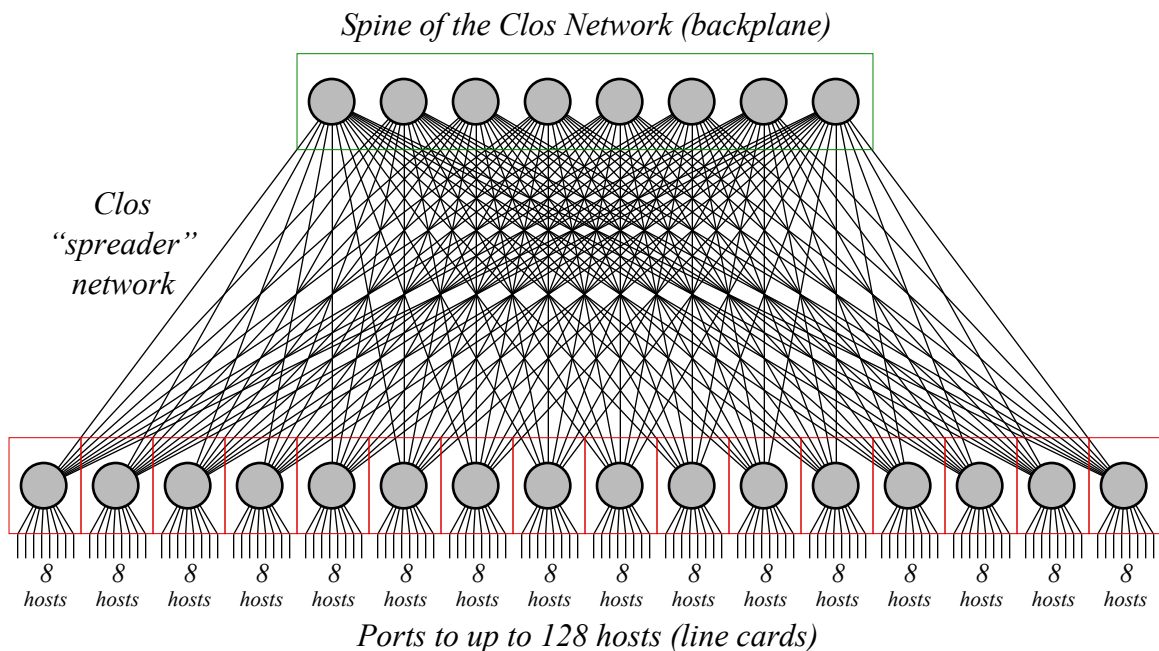 Spine of the Clos Network (backplane)
Clos
“spreader”
network
8 8 8 8 8 8 8 8 8 8 8 8 8 8 8 8
hosts hosts hosts hosts hosts hosts hosts hosts hosts hosts hosts hosts hosts hosts hosts hosts
Ports to up to 128 hosts (line cards)